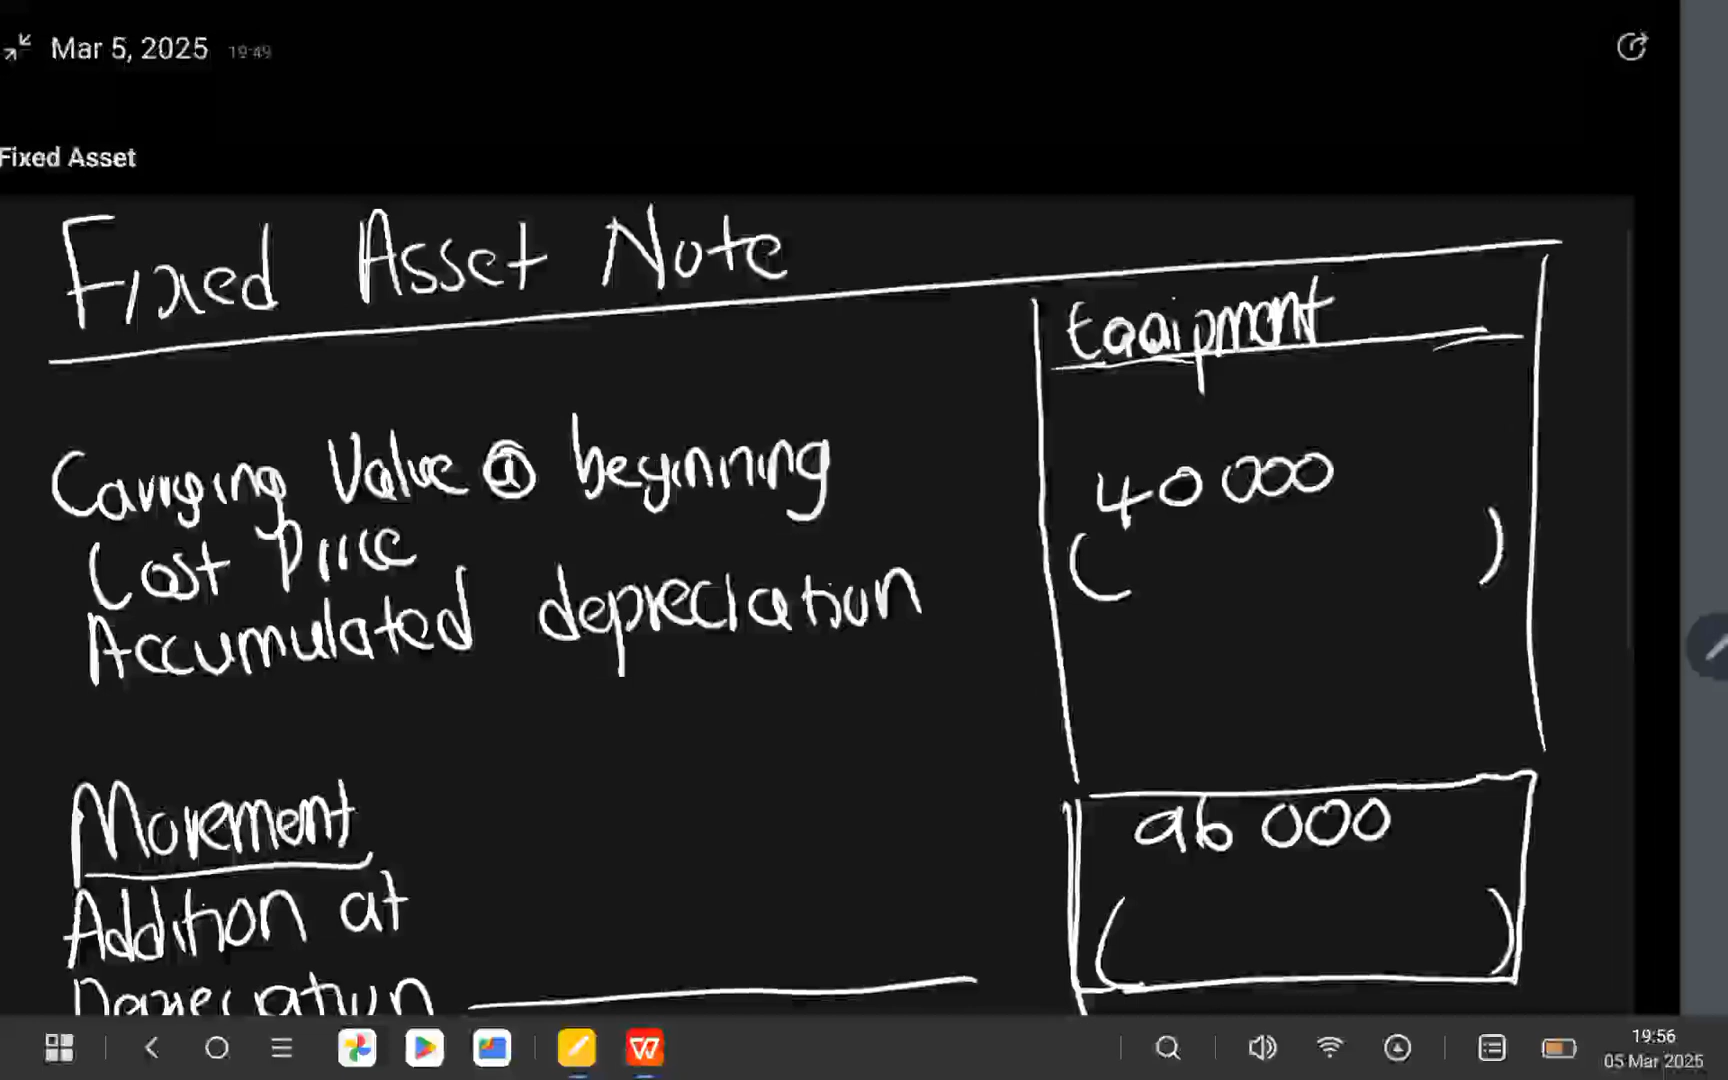 Mar 5, 2025 19:49
Fixed Asset
Fixed Asset Note
Equipment
Carrying Value @ beginning
40 000
Cost Price
( )
Accumulated depreciation
Movement
96 000
Addition at
( )
Depreciation
19:56
05 Mar 2025